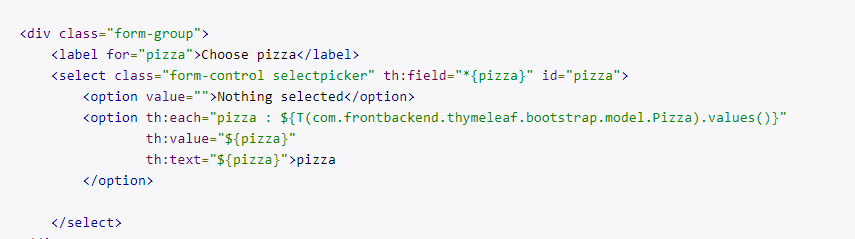 <div class="form-group">
<label for="pizza">Choose pizza</label>
<select class="form-control selectpicker" th:field="*{pizza}" id="pizza">
<option value="">Nothing selected</option>
<option th:each="pizza : ${T(com.frontbackend.thymeleaf.bootstrap.model.Pizza).values()}"
th:value="${pizza}"
th:text="${pizza}">pizza
</option>
</select>